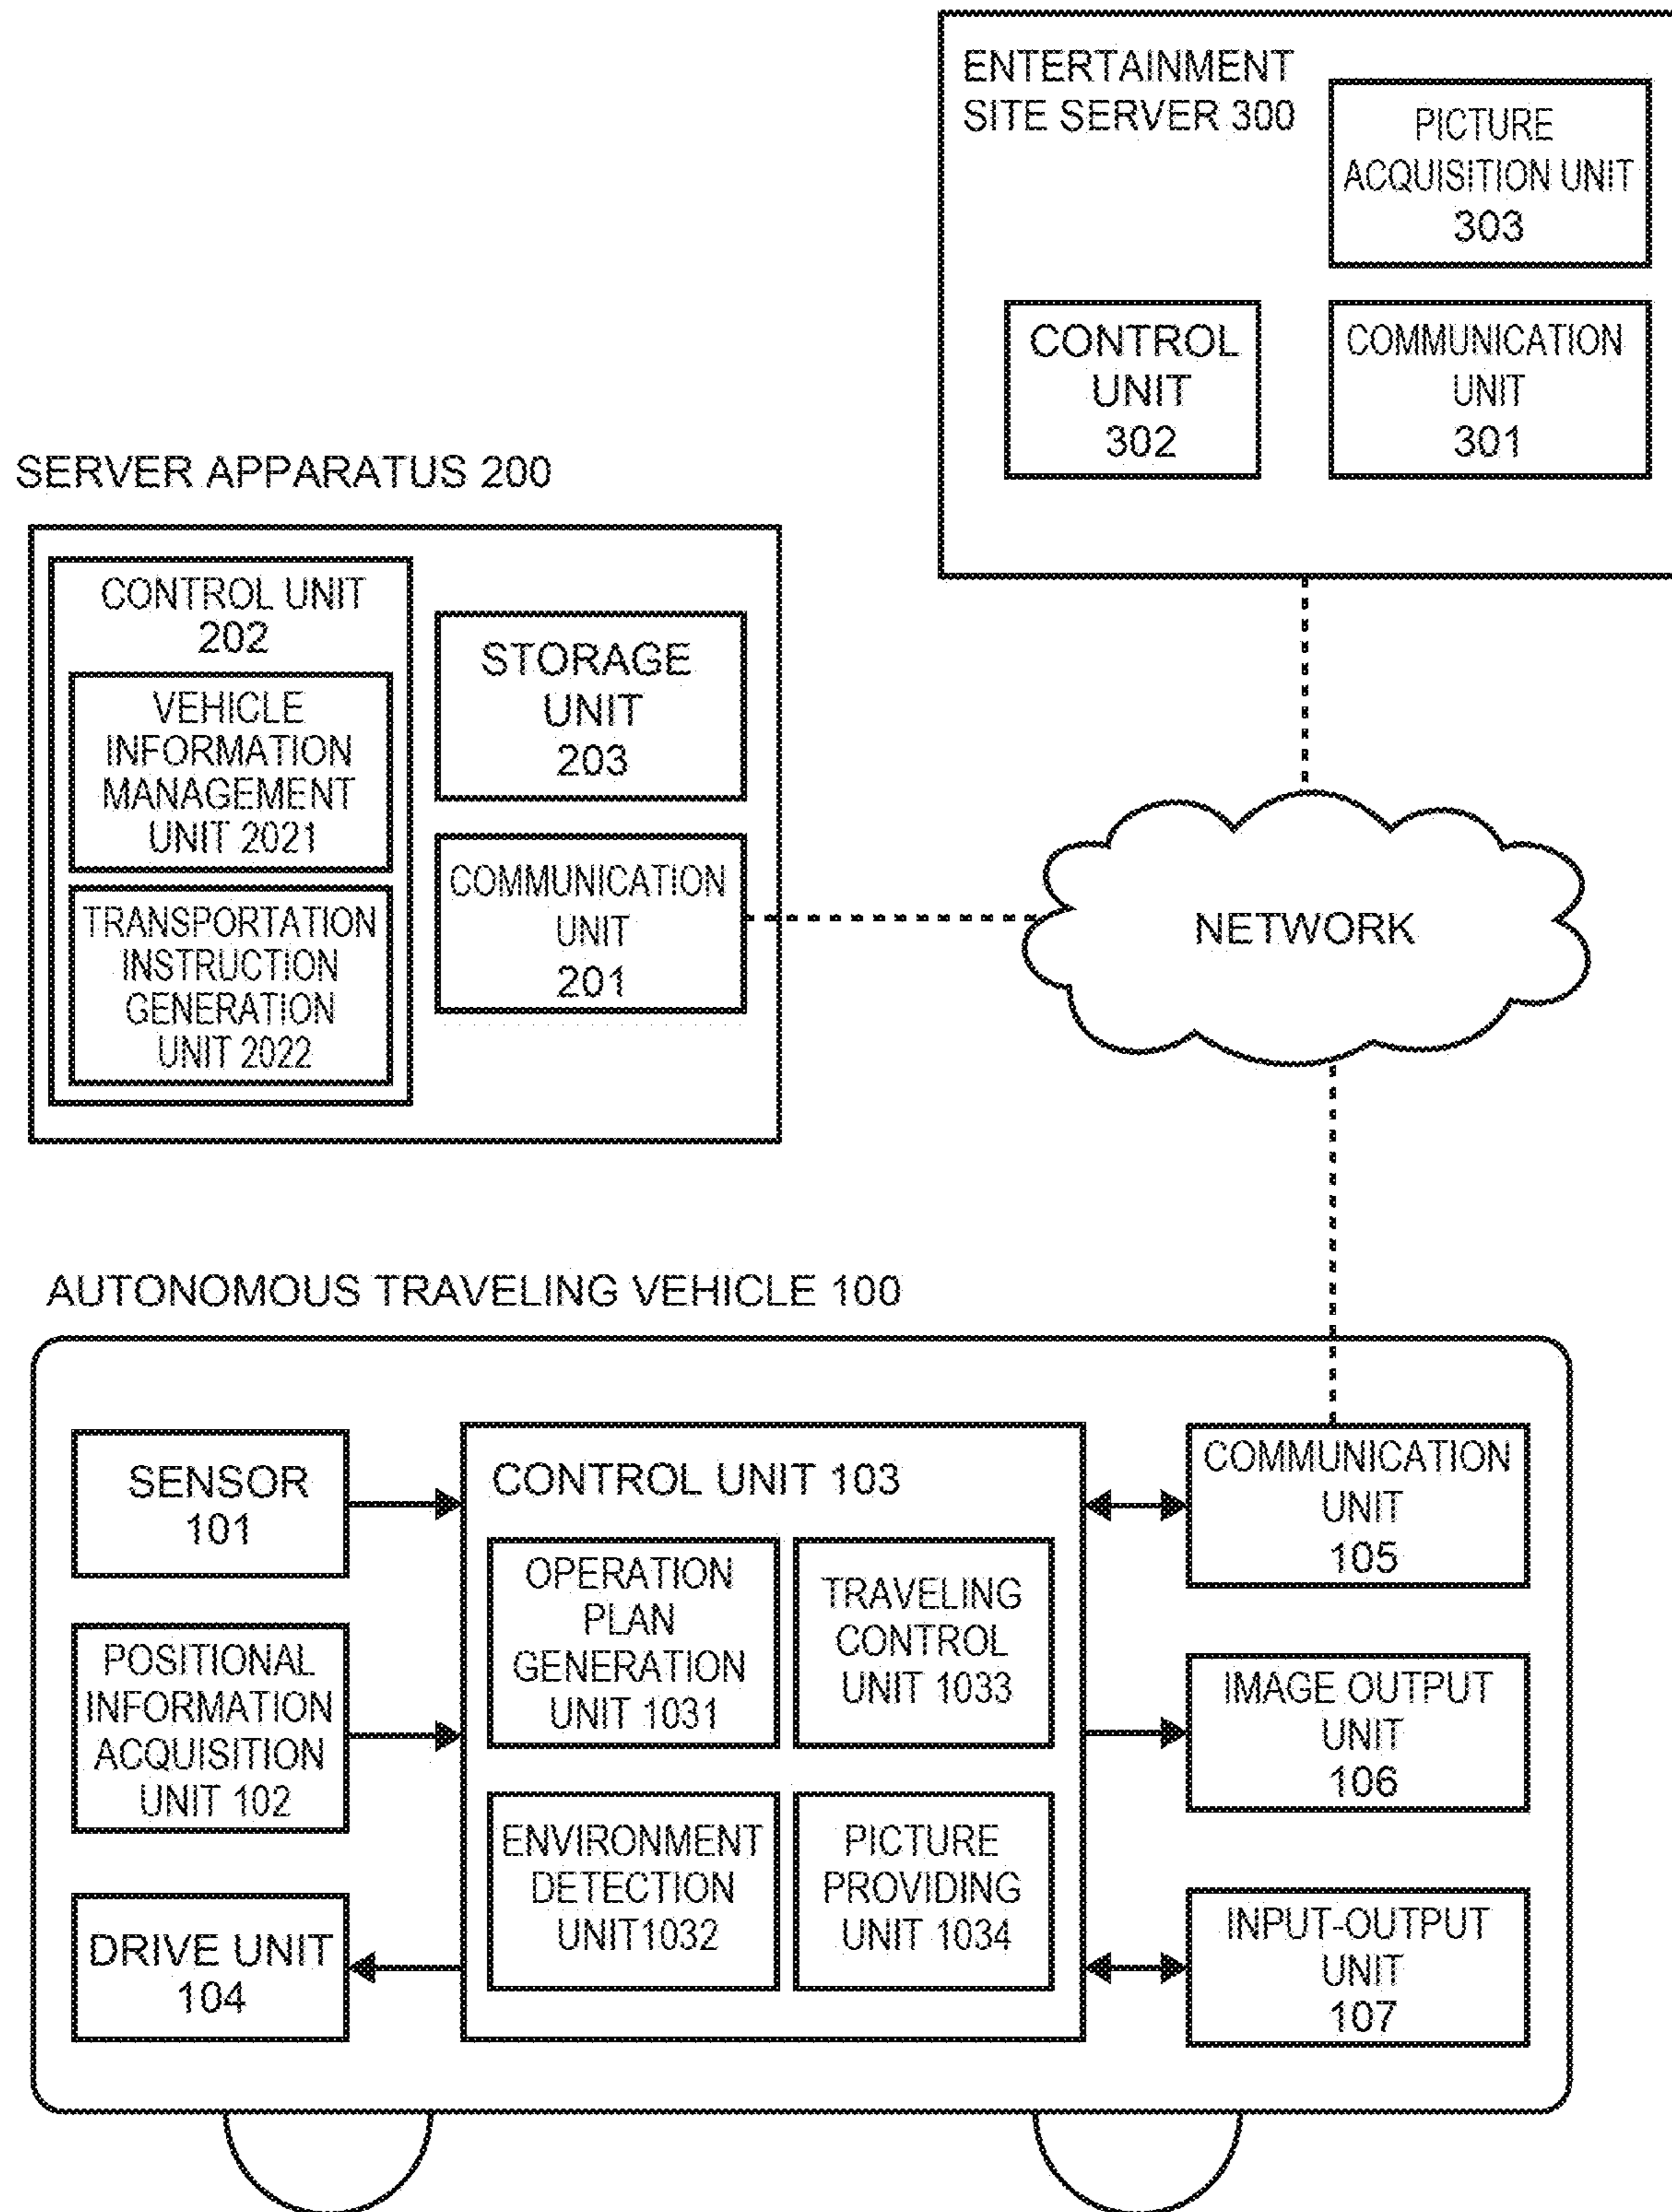 ENTERTAINMENT
SITE SERVER 300
PICTURE
ACQUISITION UNIT
303
CONTROL
UNIT
302
COMMUNICATION
UNIT
301
SERVER APPARATUS 200
CONTROL UNIT
202
VEHICLE
INFORMATION
MANAGEMENT
UNIT 2021
TRANSPORTATION
INSTRUCTION
GENERATION
UNIT 2022
STORAGE
UNIT
203
COMMUNICATION
UNIT
201
NETWORK
AUTONOMOUS TRAVELING VEHICLE 100
SENSOR
101
POSITIONAL
INFORMATION
ACQUISITION
UNIT 102
DRIVE UNIT
104
CONTROL UNIT 103
OPERATION
PLAN
GENERATION
UNIT 1031
TRAVELING
CONTROL
UNIT 1033
ENVIRONMENT
DETECTION
UNIT1032
PICTURE
PROVIDING
UNIT 1034
COMMUNICATION
UNIT
105
IMAGE OUTPUT
UNIT
106
INPUT-OUTPUT
UNIT
107